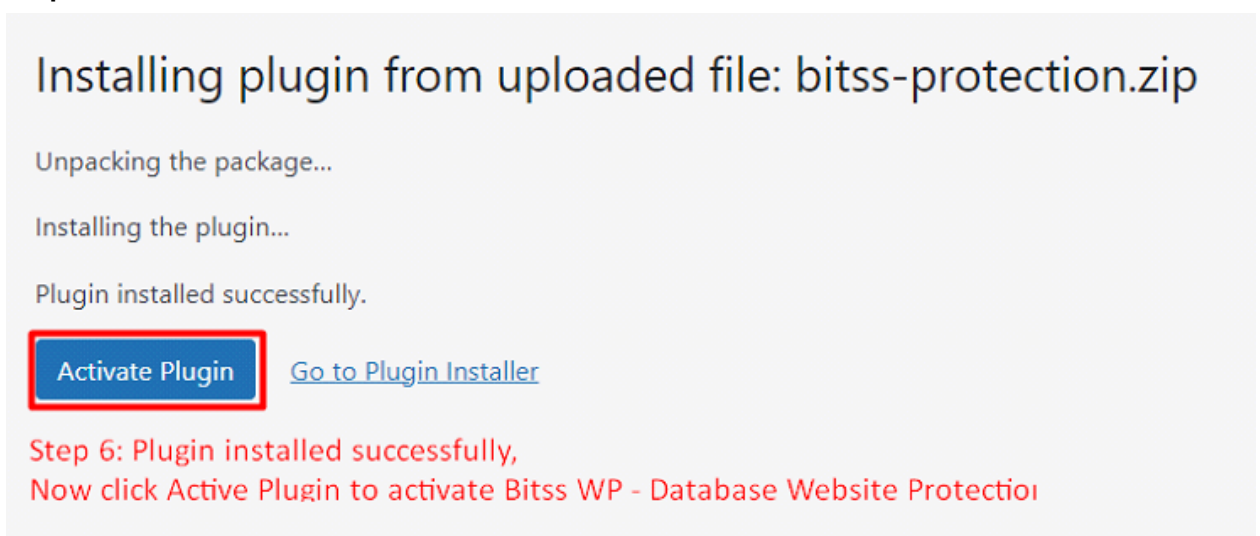 Installing plugin from uploaded file: bitss-protection.zip
Unpacking the package...
Installing the plugin...
Plugin installed successfully.
Activate Plugin Go to Plugin Installer
Step 6: Plugin installed successfully,
Now click Active Plugin to activate Bitss WP - Database Website Protection